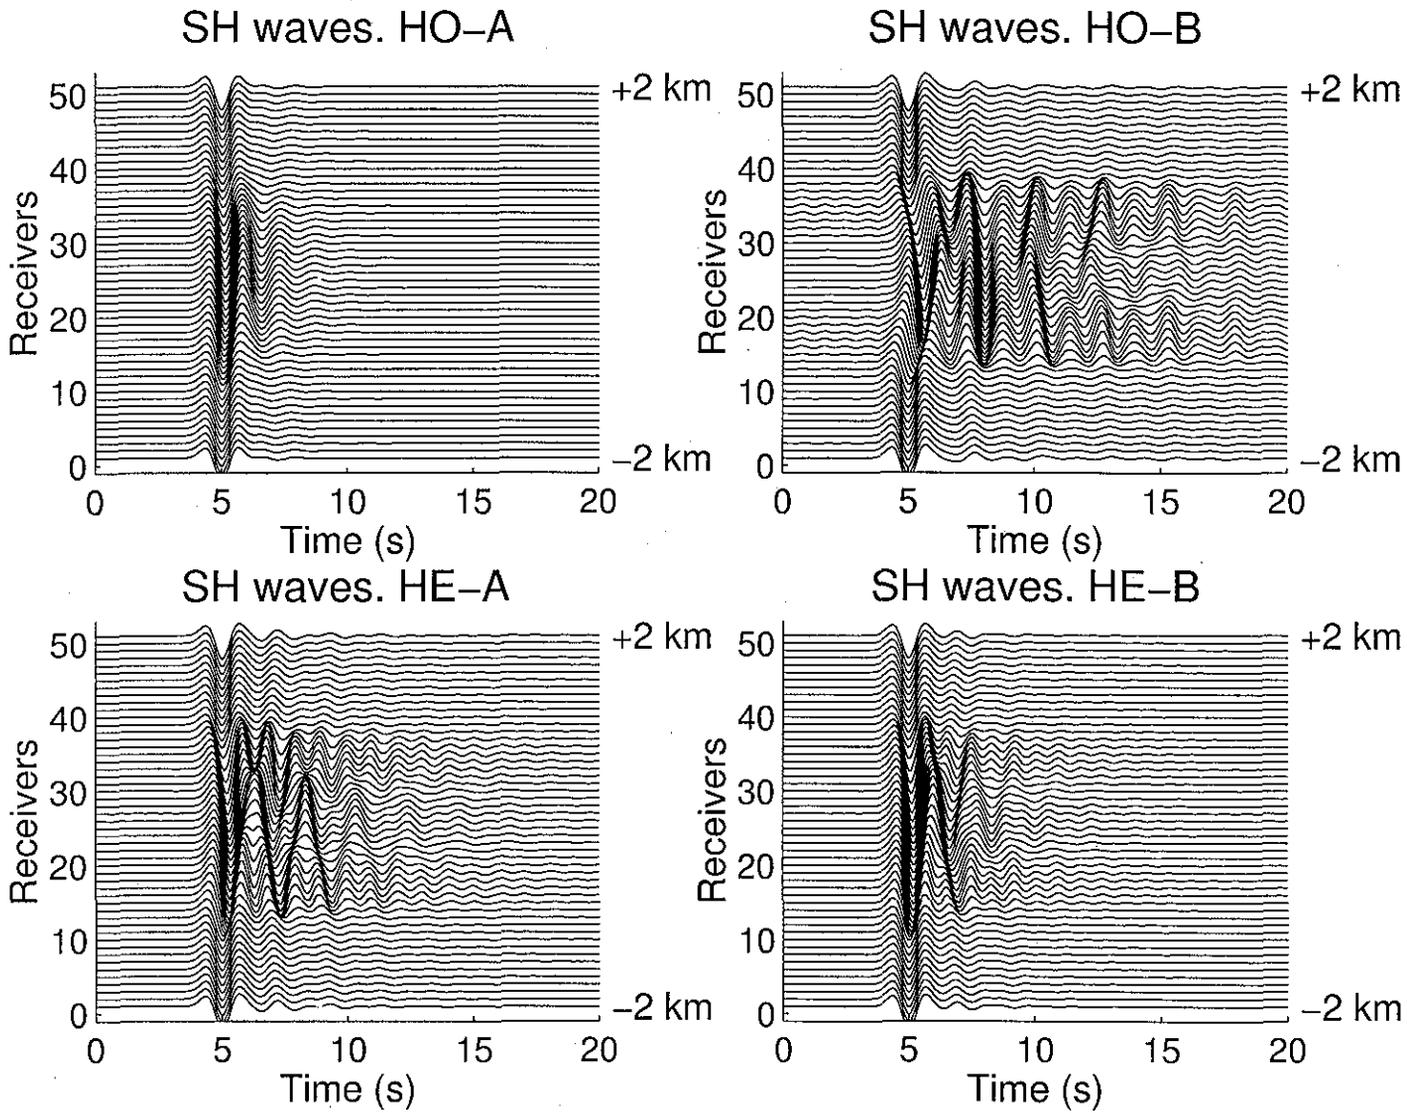 SH waves. HO–A
50
40
30
20
10
0
Receivers
+2 km
–2 km
0 5 10 15 20
Time (s)
SH waves. HO–B
50
40
30
20
10
0
Receivers
+2 km
–2 km
0 5 10 15 20
Time (s)
SH waves. HE–A
50
40
30
20
10
0
Receivers
+2 km
–2 km
0 5 10 15 20
Time (s)
SH waves. HE–B
50
40
30
20
10
0
Receivers
+2 km
–2 km
0 5 10 15 20
Time (s)